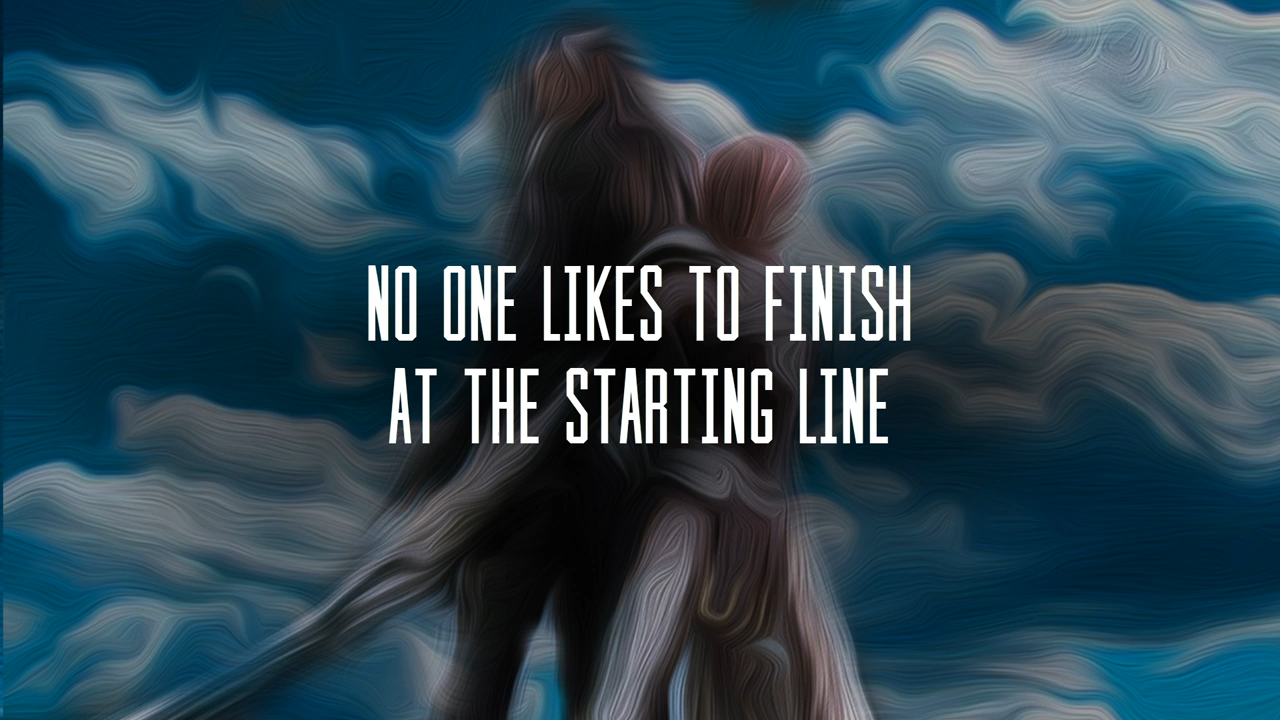 NO ONE LIKES TO FINISH
AT THE STARTING LINE